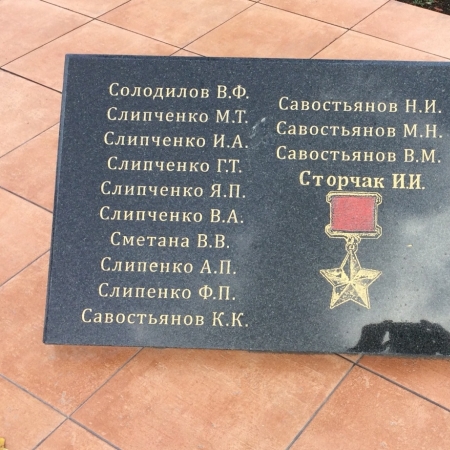 Солодилов В.Ф.
Слипченко М.Т.
Слипченко И.А.
Слипченко Г.Т.
Слипченко Я.П.
Слипченко В.А.
Сметана В.В.
Слипенко А.П.
Слипенко Ф.П.
Савостьянов К.К.
Савостьянов Н.И.
Савостьянов М.Н.
Савостьянов В.М.
Сторчак И.И.